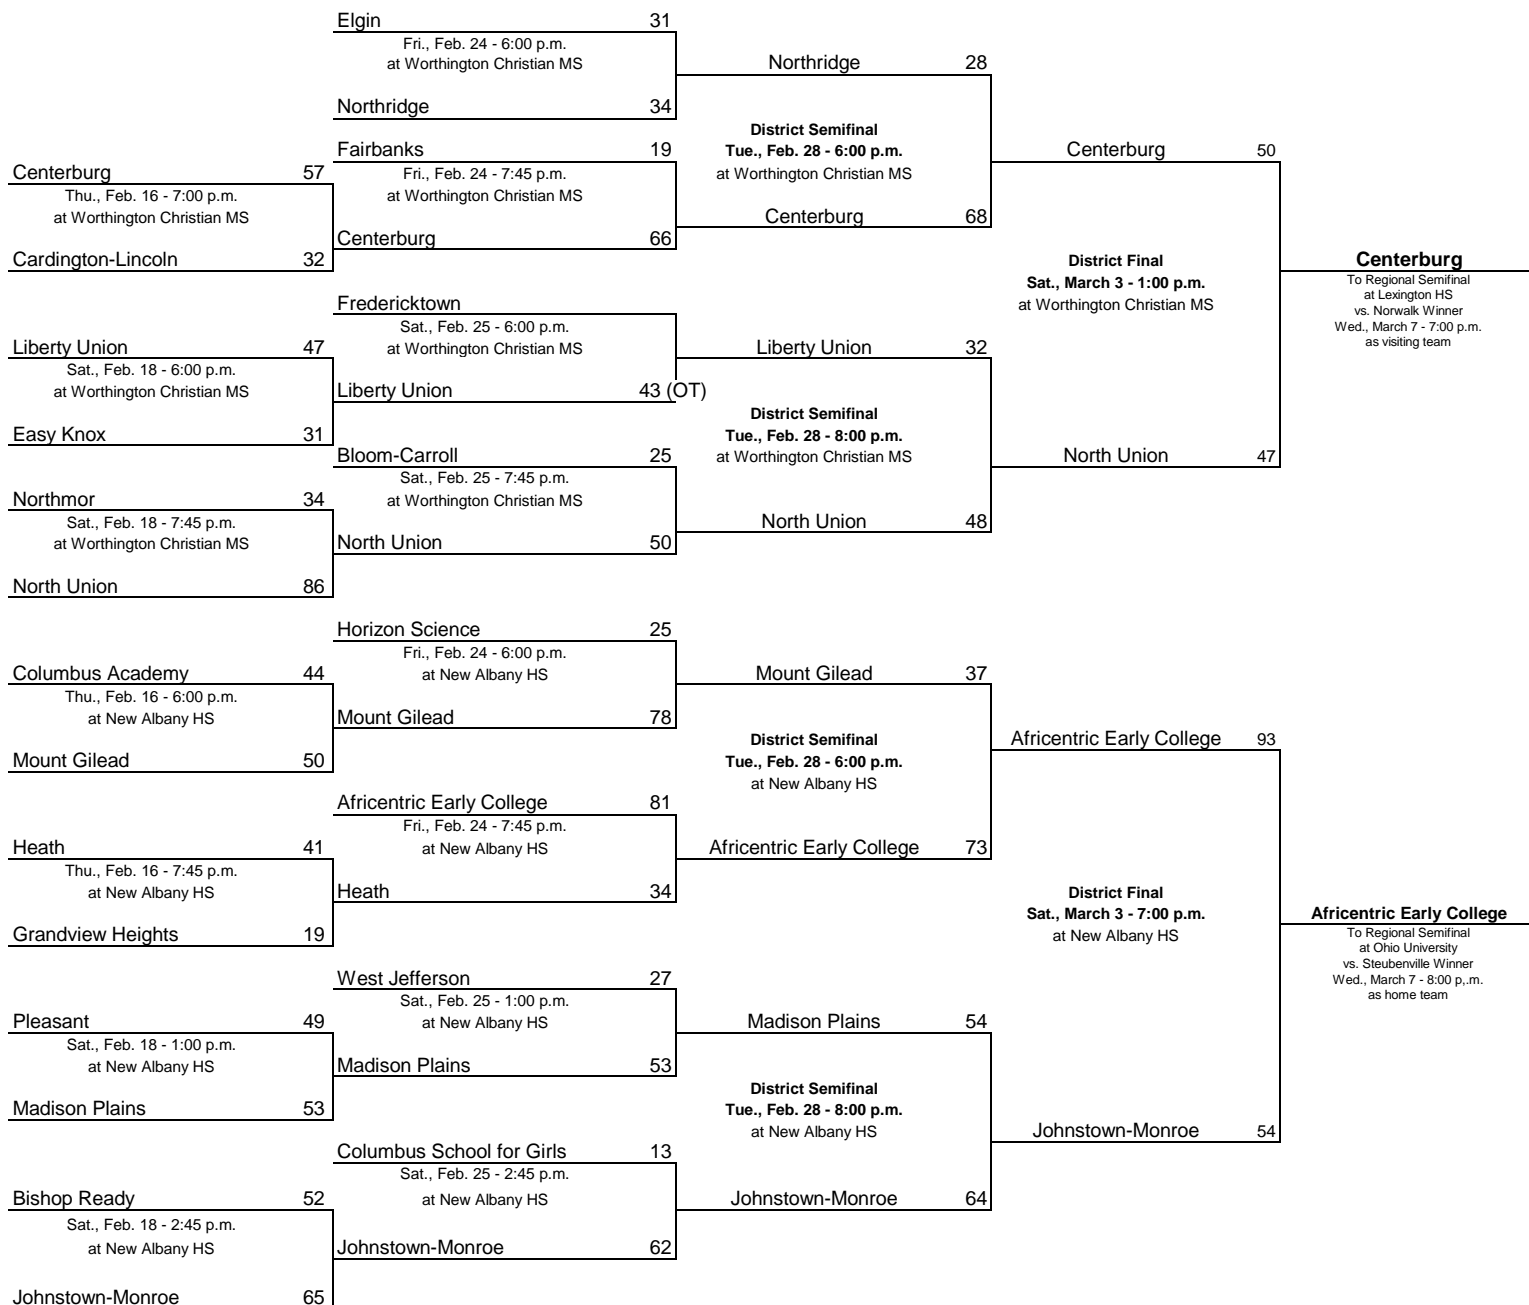 Elgin 31
Fri., Feb. 24 - 6:00 p.m.
at Worthington Christian MS
Northridge 34
Fairbanks 19
Fri., Feb. 24 - 7:45 p.m.
at Worthington Christian MS
Centerburg 66
Centerburg 57
Thu., Feb. 16 - 7:00 p.m.
at Worthington Christian MS
Cardington-Lincoln 32
Northridge 28
District Semifinal
Tue., Feb. 28 - 6:00 p.m.
at Worthington Christian MS
Centerburg 68
Centerburg 50
District Final
Sat., March 3 - 1:00 p.m.
at Worthington Christian MS
North Union 47
Centerburg
To Regional Semifinal
at Lexington HS
vs. Norwalk Winner
Wed., March 7 - 7:00 p.m.
as visiting team
Fredericktown
Sat., Feb. 25 - 6:00 p.m.
at Worthington Christian MS
Liberty Union 43 (OT)
Liberty Union 47
Sat., Feb. 18 - 6:00 p.m.
at Worthington Christian MS
Easy Knox 31
Liberty Union 32
District Semifinal
Tue., Feb. 28 - 8:00 p.m.
at Worthington Christian MS
North Union 48
Bloom-Carroll 25
Sat., Feb. 25 - 7:45 p.m.
at Worthington Christian MS
North Union 50
Northmor 34
Sat., Feb. 18 - 7:45 p.m.
at Worthington Christian MS
North Union 86
Horizon Science 25
Fri., Feb. 24 - 6:00 p.m.
at New Albany HS
Mount Gilead 78
Columbus Academy 44
Thu., Feb. 16 - 6:00 p.m.
at New Albany HS
Mount Gilead 50
Mount Gilead 37
District Semifinal
Tue., Feb. 28 - 6:00 p.m.
at New Albany HS
Africentric Early College 73
Africentric Early College 93
District Final
Sat., March 3 - 7:00 p.m.
at New Albany HS
Johnstown-Monroe 54
Africentric Early College
To Regional Semifinal
at Ohio University
vs. Steubenville Winner
Wed., March 7 - 8:00 p,.m.
as home team
Africentric Early College 81
Fri., Feb. 24 - 7:45 p.m.
at New Albany HS
Heath 34
Heath 41
Thu., Feb. 16 - 7:45 p.m.
at New Albany HS
Grandview Heights 19
West Jefferson 27
Sat., Feb. 25 - 1:00 p.m.
at New Albany HS
Madison Plains 53
Pleasant 49
Sat., Feb. 18 - 1:00 p.m.
at New Albany HS
Madison Plains 53
Madison Plains 54
District Semifinal
Tue., Feb. 28 - 8:00 p.m.
at New Albany HS
Johnstown-Monroe 64
Columbus School for Girls 13
Sat., Feb. 25 - 2:45 p.m.
at New Albany HS
Johnstown-Monroe 62
Bishop Ready 52
Sat., Feb. 18 - 2:45 p.m.
at New Albany HS
Johnstown-Monroe 65